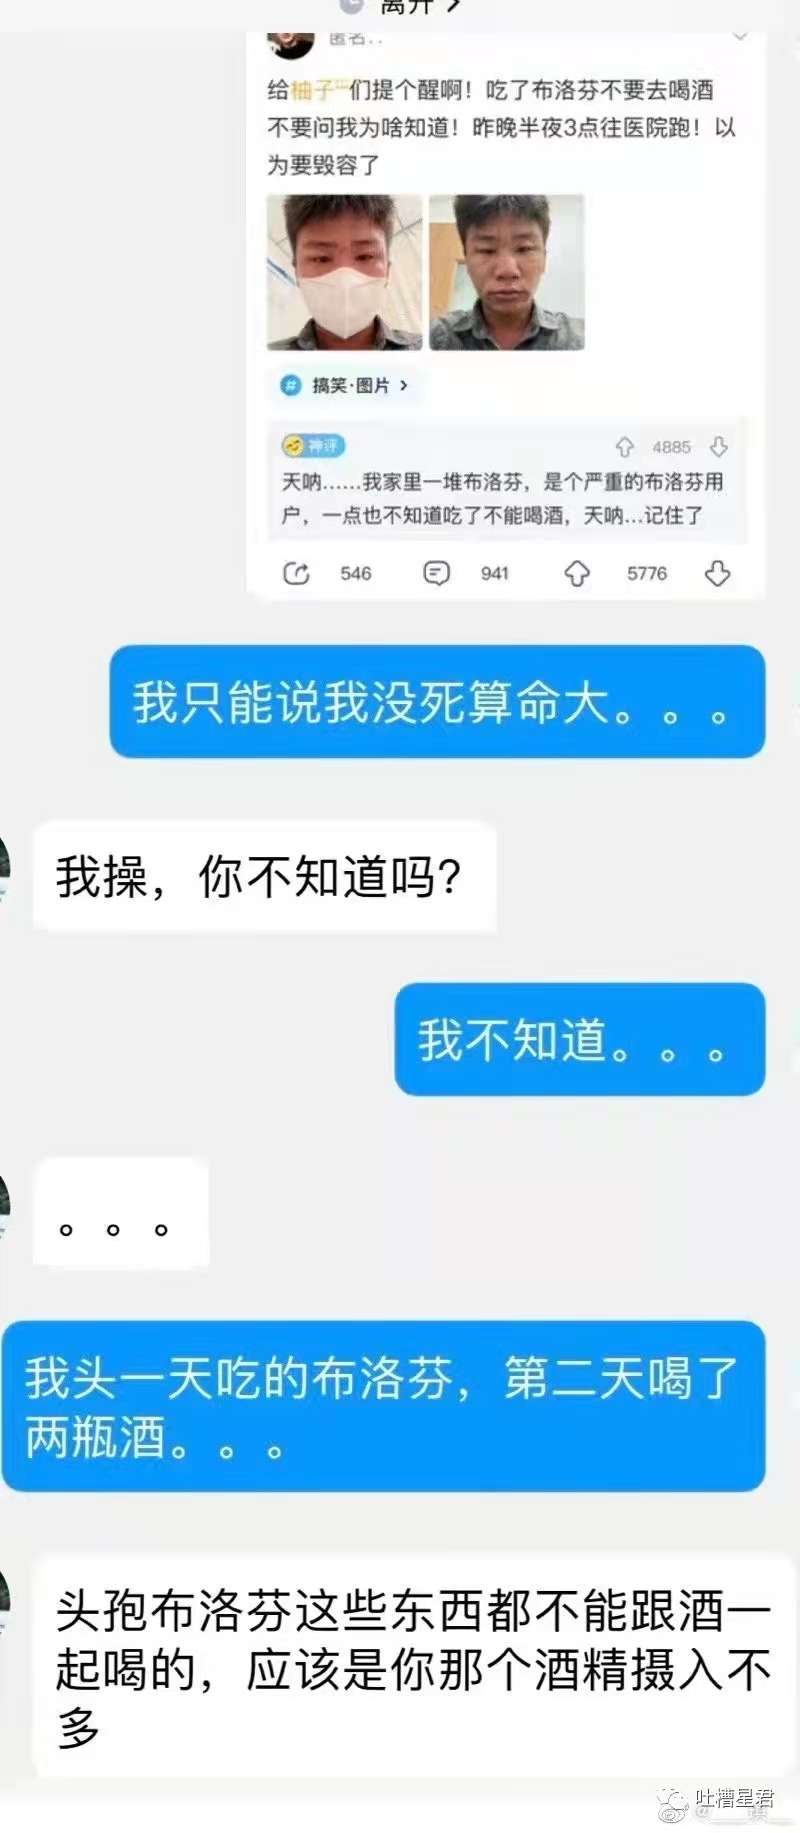 离开
匿名..
给柚子们提个醒啊！吃了布洛芬不要去喝酒
不要问我为啥知道！昨晚半夜3点往医院跑！以
为要毁容了
# 搞笑·图片
神评
4885
天呐……我家里一堆布洛芬，是个严重的布洛芬用
户，一点也不知道吃了不能喝酒，天呐...记住了
546
941
5776
我只能说我没死算命大。。。
我操，你不知道吗？
我不知道。。。
。。。
我头一天吃的布洛芬，第二天喝了
两瓶酒。。。
头孢布洛芬这些东西都不能跟酒一
起喝的，应该是你那个酒精摄入不
多
吐槽星君